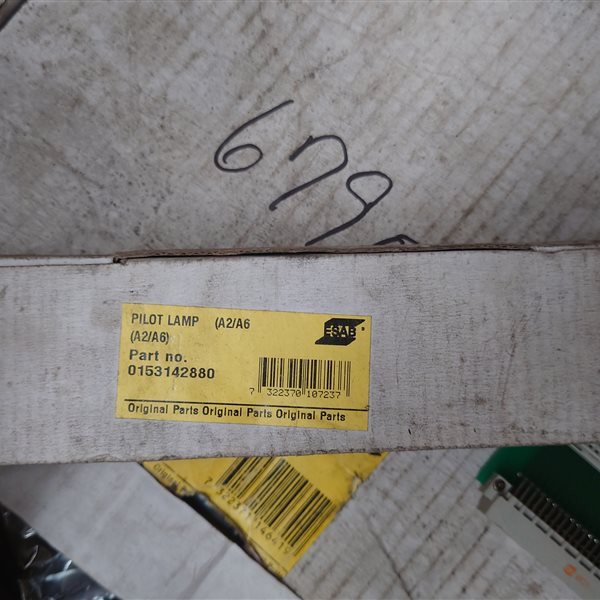 679
PILOT LAMP (A2/A6
(A2/A6)
ESAB
Part no.
0153142880
7 322370 107237
Original Parts Original Parts Original Parts